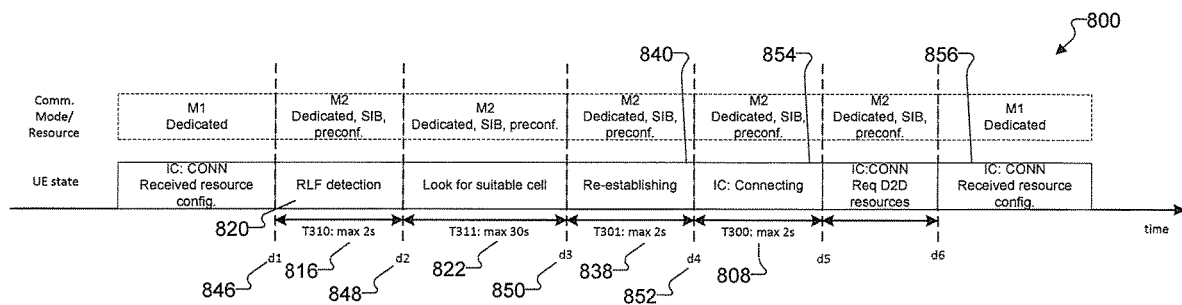 800
840
854
856
Comm.
Mode/
Resource
M1
Dedicated
M2
Dedicated, SIB,
preconf.
M2
Dedicated, SIB, preconf.
M2
Dedicated, SIB,
preconf.
M2
Dedicated, SIB,
preconf.
M2
Dedicated, SIB,
preconf.
M1
Dedicated
UE state
IC: CONN
Received resource
config.
RLF detection
Look for suitable cell
Re-establishing
IC: Connecting
IC:CONN
Req D2D
resources
IC: CONN
Received resource
config.
820
T310: max 2s
T311: max 30s
T301: max 2s
T300: max 2s
time
d1
d2
d3
d4
d5
d6
846
816
848
822
850
838
852
808